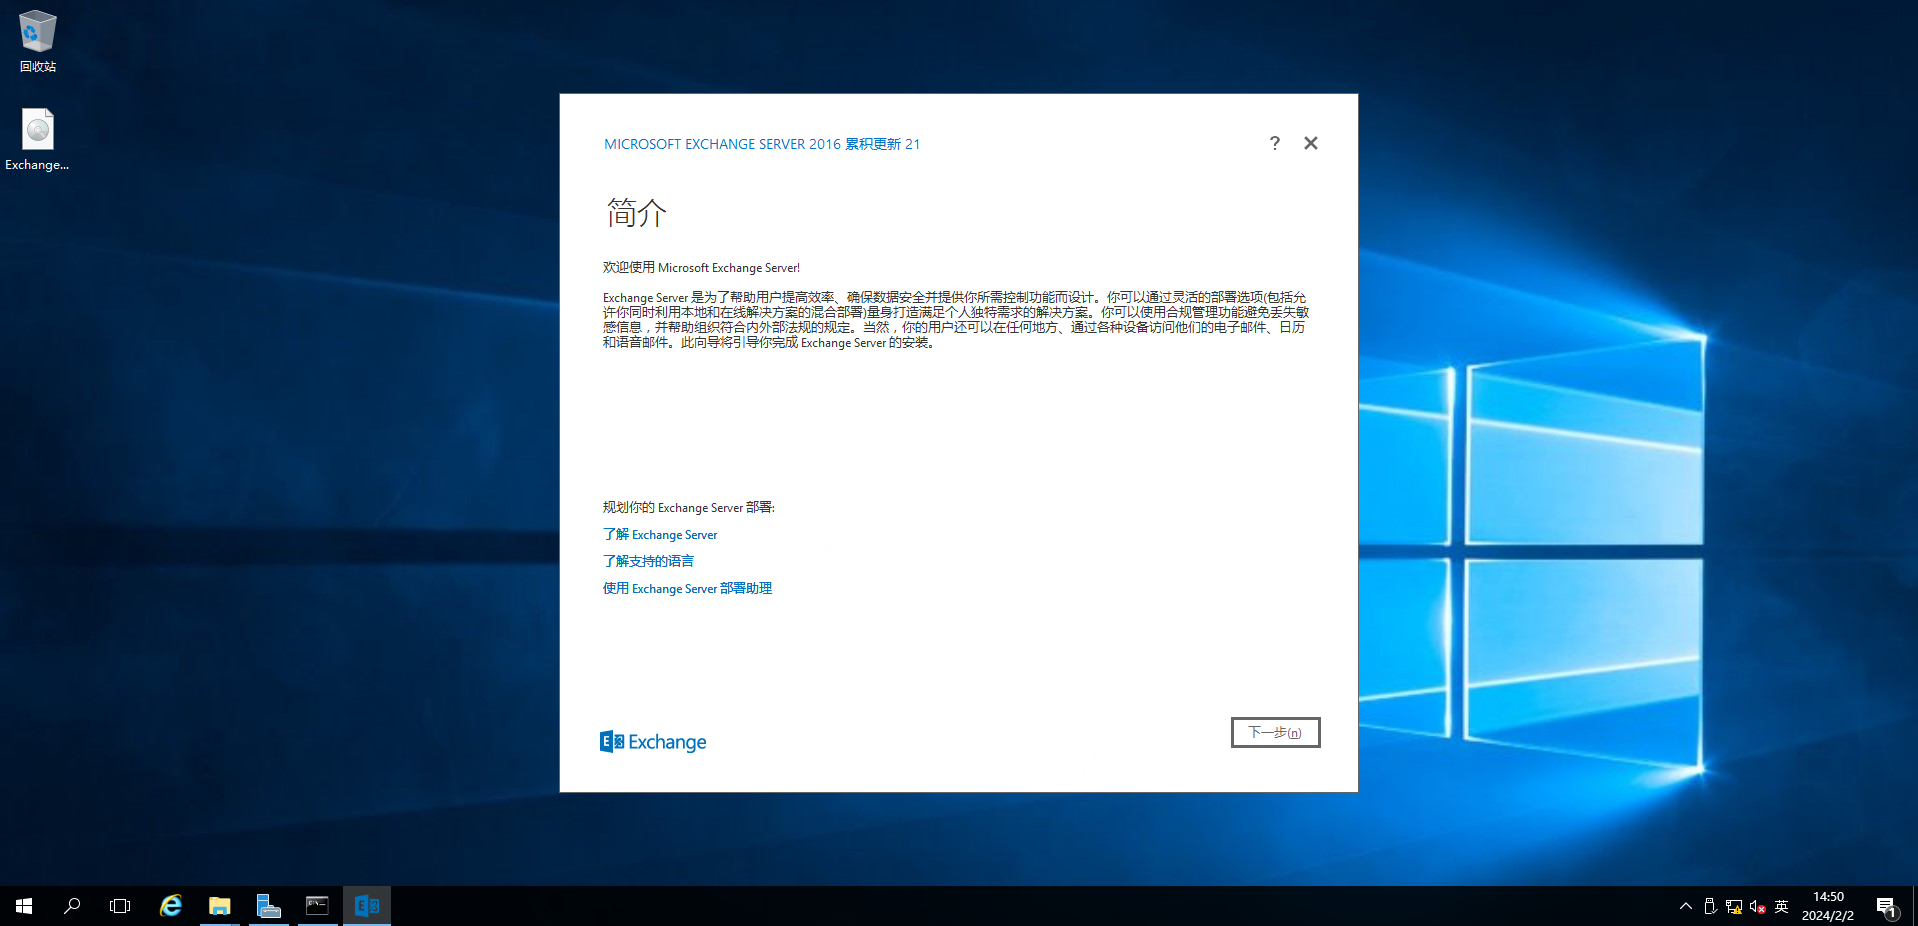 回收站
Exchange...
MICROSOFT EXCHANGE SERVER 2016 累积更新 21
?
简介
欢迎使用 Microsoft Exchange Server!
Exchange Server 是为了帮助用户提高效率、确保数据安全并提供你所需控制功能而设计。你可以通过灵活的部署选项(包括允
许你同时利用本地和在线解决方案的混合部署)量身打造满足个人独特需求的解决方案。你可以使用合规管理功能避免丢失敏
感信息，并帮助组织符合内外部法规的规定。当然，你的用户还可以在任何地方、通过各种设备访问他们的电子邮件、日历
和语音邮件。此向导将引导你完成 Exchange Server 的安装。
规划你的 Exchange Server 部署:
了解 Exchange Server
了解支持的语言
使用 Exchange Server 部署助理
Exchange
下一步(n)
英
14:50
2024/2/2
1